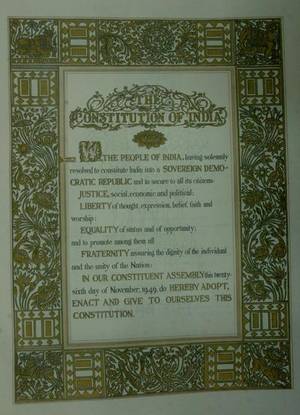 THE
CONSTITUTION OF INDIA
WE, THE PEOPLE OF INDIA, having solemnly
resolved to constitute India into a SOVEREIGN DEMO-
CRATIC REPUBLIC and to secure to all its citizens:
JUSTICE, social, economic and political;
LIBERTY of thought, expression, belief, faith and
worship;
EQUALITY of status and of opportunity;
and to promote among them all
FRATERNITY assuring the dignity of the individual
and the unity of the Nation;
IN OUR CONSTITUENT ASSEMBLY this twenty-
sixth day of November, 1949, do HEREBY ADOPT,
ENACT AND GIVE TO OURSELVES THIS
CONSTITUTION.